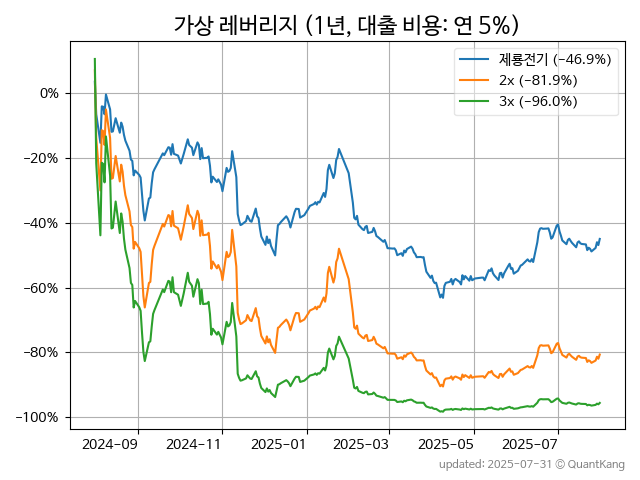 가상 레버리지 (1년, 대출 비용: 연 5%)
제룡전기 (−46.9%)
2x (−81.9%)
3x (−96.0%)
0%
−20%
−40%
−60%
−80%
−100%
2024-09 2024-11 2025-01 2025-03 2025-05 2025-07
updated: 2025-07-31 © QuantKang